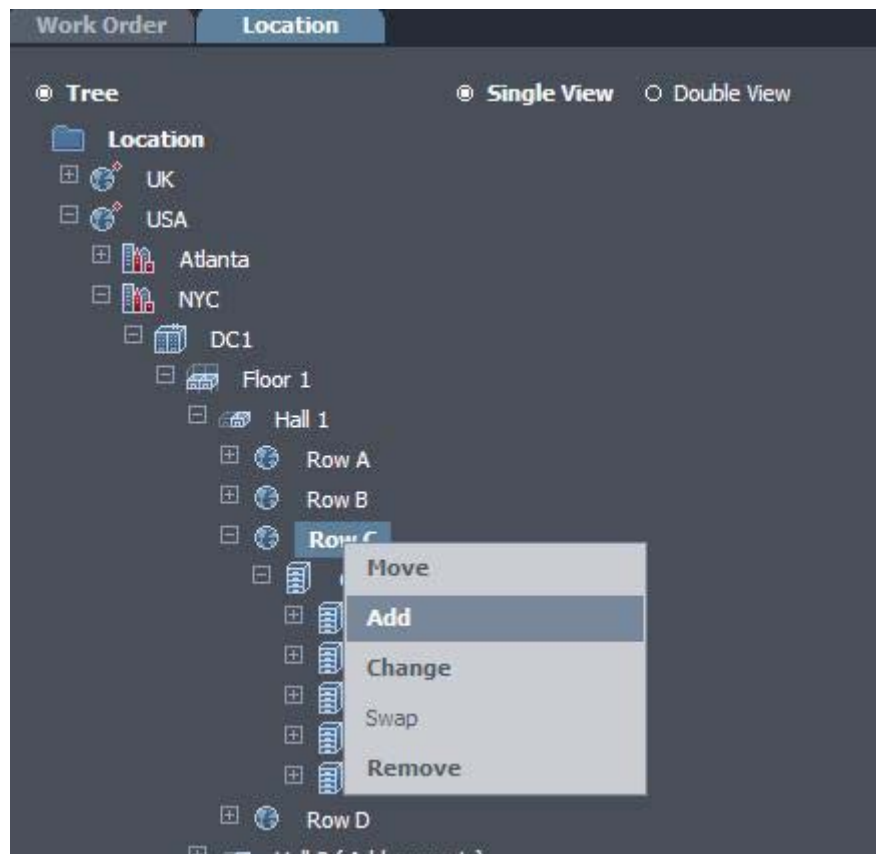 Work Order Location
Tree Single View Double View
Location
UK
USA
Atlanta
NYC
DC1
Floor 1
Hall 1
Row A
Row B
Row C
Move
Add
Change
Swap
Remove
Row D